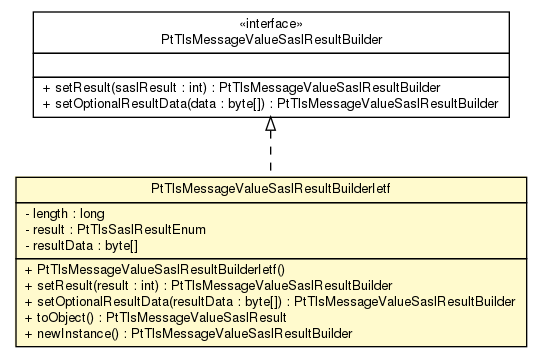 «interface»
PtTlsMessageValueSaslResultBuilder
+ setResult(saslResult : int) : PtTlsMessageValueSaslResultBuilder
+ setOptionalResultData(data : byte[]) : PtTlsMessageValueSaslResultBuilder
PtTlsMessageValueSaslResultBuilderIetf
- length : long
- result : PtTlsSaslResultEnum
- resultData : byte[]
+ PtTlsMessageValueSaslResultBuilderIetf()
+ setResult(result : int) : PtTlsMessageValueSaslResultBuilder
+ setOptionalResultData(resultData : byte[]) : PtTlsMessageValueSaslResultBuilder
+ toObject() : PtTlsMessageValueSaslResult
+ newInstance() : PtTlsMessageValueSaslResultBuilder